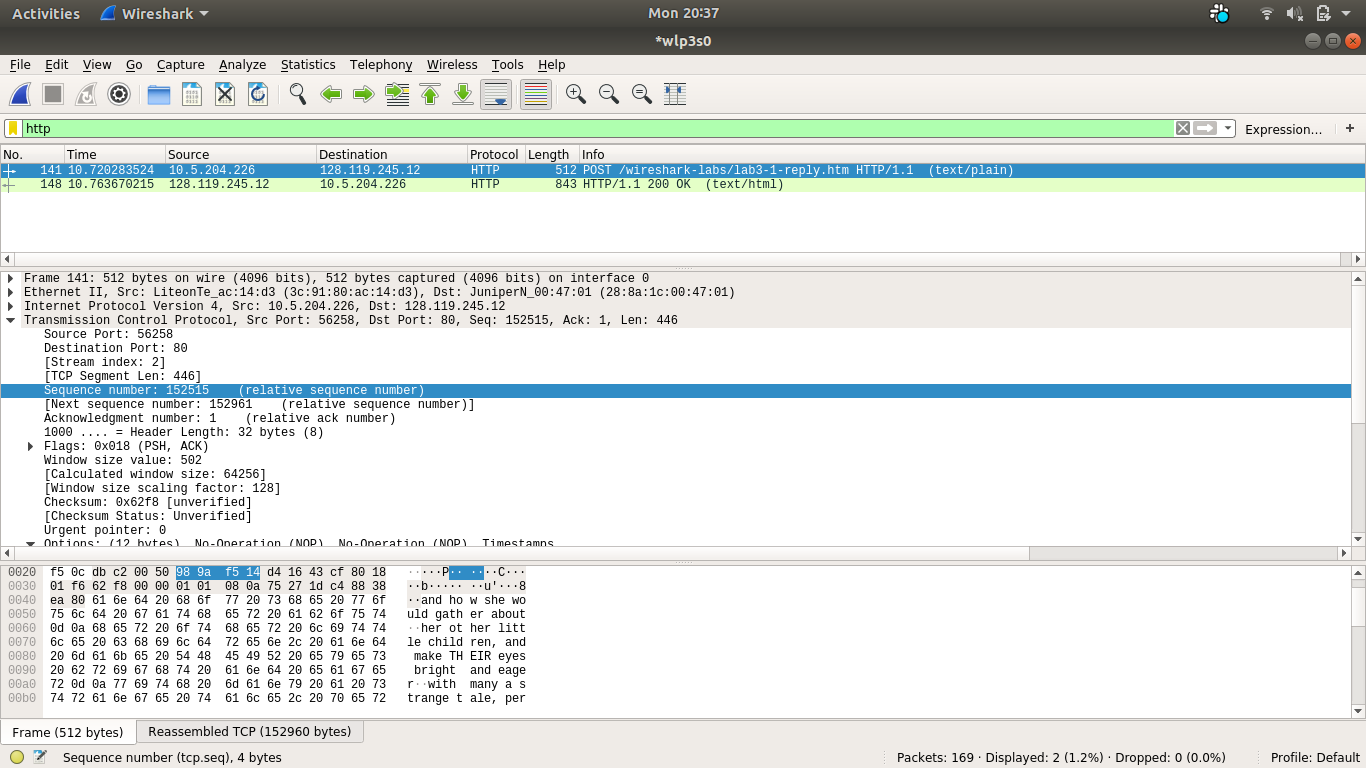 Activities Wireshark Mon 20:37
*wlp3s0
File Edit View Go Capture Analyze Statistics Telephony Wireless Tools Help
http Expression… +
No. Time Source Destination Protocol Length Info
141 10.720283524 10.5.204.226 128.119.245.12 HTTP 512 POST /wireshark-labs/lab3-1-reply.htm HTTP/1.1 (text/plain)
148 10.763670215 128.119.245.12 10.5.204.226 HTTP 843 HTTP/1.1 200 OK (text/html)
Frame 141: 512 bytes on wire (4096 bits), 512 bytes captured (4096 bits) on interface 0
Ethernet II, Src: LiteonTe_ac:14:d3 (3c:91:80:ac:14:d3), Dst: JuniperN_00:47:01 (28:8a:1c:00:47:01)
Internet Protocol Version 4, Src: 10.5.204.226, Dst: 128.119.245.12
Transmission Control Protocol, Src Port: 56258, Dst Port: 80, Seq: 152515, Ack: 1, Len: 446
Source Port: 56258
Destination Port: 80
[Stream index: 2]
[TCP Segment Len: 446]
Sequence number: 152515 (relative sequence number)
[Next sequence number: 152961 (relative sequence number)]
Acknowledgment number: 1 (relative ack number)
1000 .... = Header Length: 32 bytes (8)
Flags: 0x018 (PSH, ACK)
Window size value: 502
[Calculated window size: 64256]
[Window size scaling factor: 128]
Checksum: 0x62f8 [unverified]
[Checksum Status: Unverified]
Urgent pointer: 0
Options: (12 bytes), No-Operation (NOP), No-Operation (NOP), Timestamps
0020 f5 0c db c2 00 50 98 9a f5 14 d4 16 43 cf 80 18 ·····P·· ····C···
0030 01 f6 62 f8 00 00 01 01 08 0a 75 27 1d c4 88 38 ··b····· ··u'···8
0040 ea 80 61 6e 64 20 68 6f 77 20 73 68 65 20 77 6f ··and ho w she wo
0050 75 6c 64 20 67 61 74 68 65 72 20 61 62 6f 75 74 uld gath er about
0060 0d 0a 68 65 72 20 6f 74 68 65 72 20 6c 69 74 74 ··her ot her litt
0070 6c 65 20 63 68 69 6c 64 72 65 6e 2c 20 61 6e 64 le child ren, and
0080 20 6d 61 6b 65 20 54 48 45 49 52 20 65 79 65 73 make TH EIR eyes
0090 20 62 72 69 67 68 74 20 61 6e 64 20 65 61 67 65 bright and eage
00a0 72 0d 0a 77 69 74 68 20 6d 61 6e 79 20 61 20 73 r··with many a s
00b0 74 72 61 6e 67 65 20 74 61 6c 65 2c 20 70 65 72 trange t ale, per
Frame (512 bytes) Reassembled TCP (152960 bytes)
Sequence number (tcp.seq), 4 bytes Packets: 169 · Displayed: 2 (1.2%) · Dropped: 0 (0.0%) Profile: Default